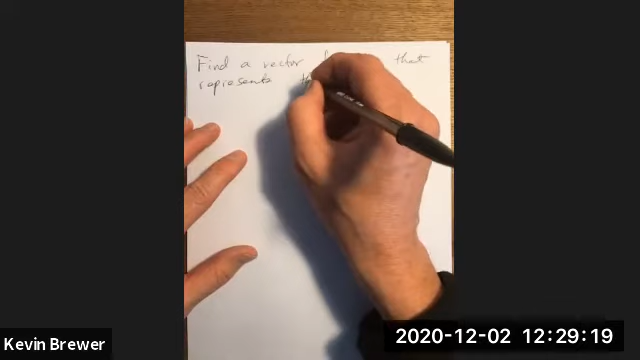 Find a vector that
represents
Kevin Brewer
2020-12-02 12:29:19